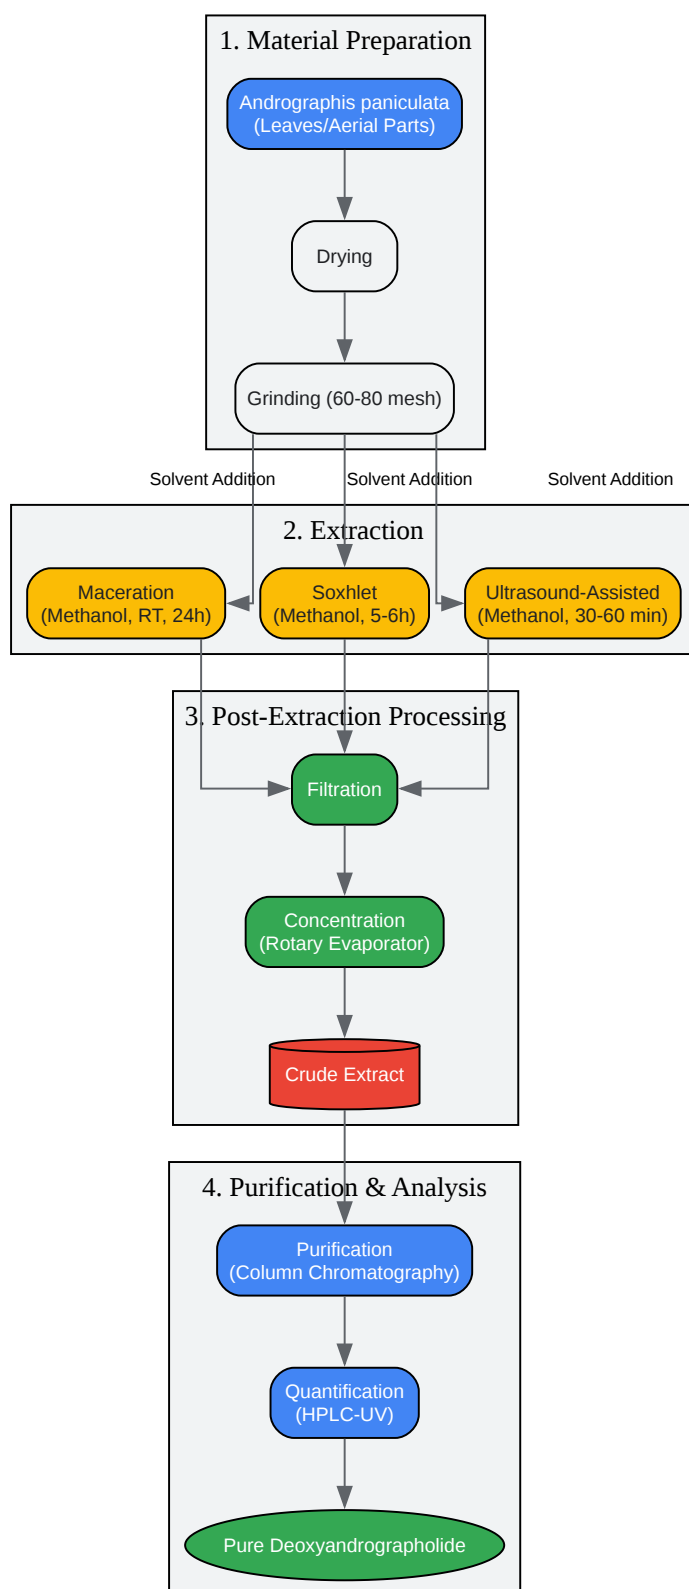 1. Material Preparation
Andrographis paniculata
(Leaves/Aerial Parts)
Drying
Grinding (60-80 mesh)
Solvent Addition
Solvent Addition
Solvent Addition
2. Extraction
Maceration
(Methanol, RT, 24h)
Soxhlet
(Methanol, 5-6h)
Ultrasound-Assisted
(Methanol, 30-60 min)
3. Post-Extraction Processing
Filtration
Concentration
(Rotary Evaporator)
Crude Extract
4. Purification & Analysis
Purification
(Column Chromatography)
Quantification
(HPLC-UV)
Pure Deoxyandrographolide